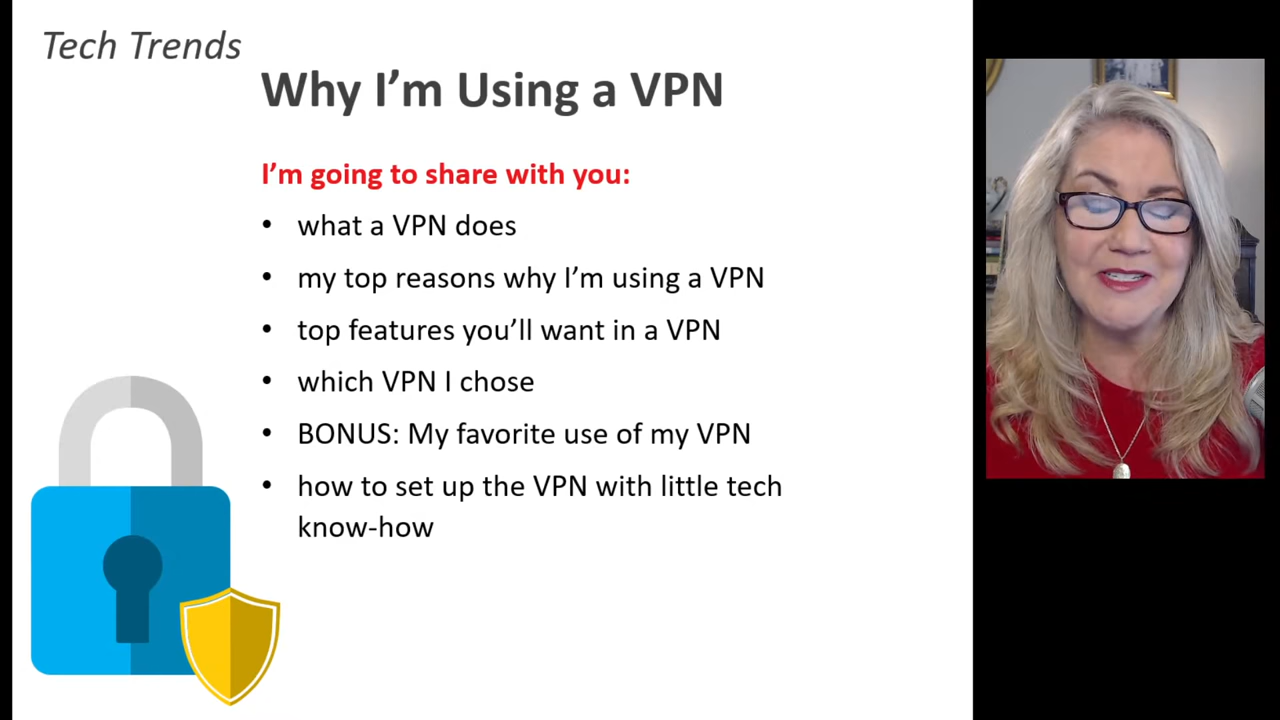 Tech Trends
Why I’m Using a VPN
I’m going to share with you:
• what a VPN does
• my top reasons why I’m using a VPN
• top features you’ll want in a VPN
• which VPN I chose
• BONUS: My favorite use of my VPN
• how to set up the VPN with little tech
know-how